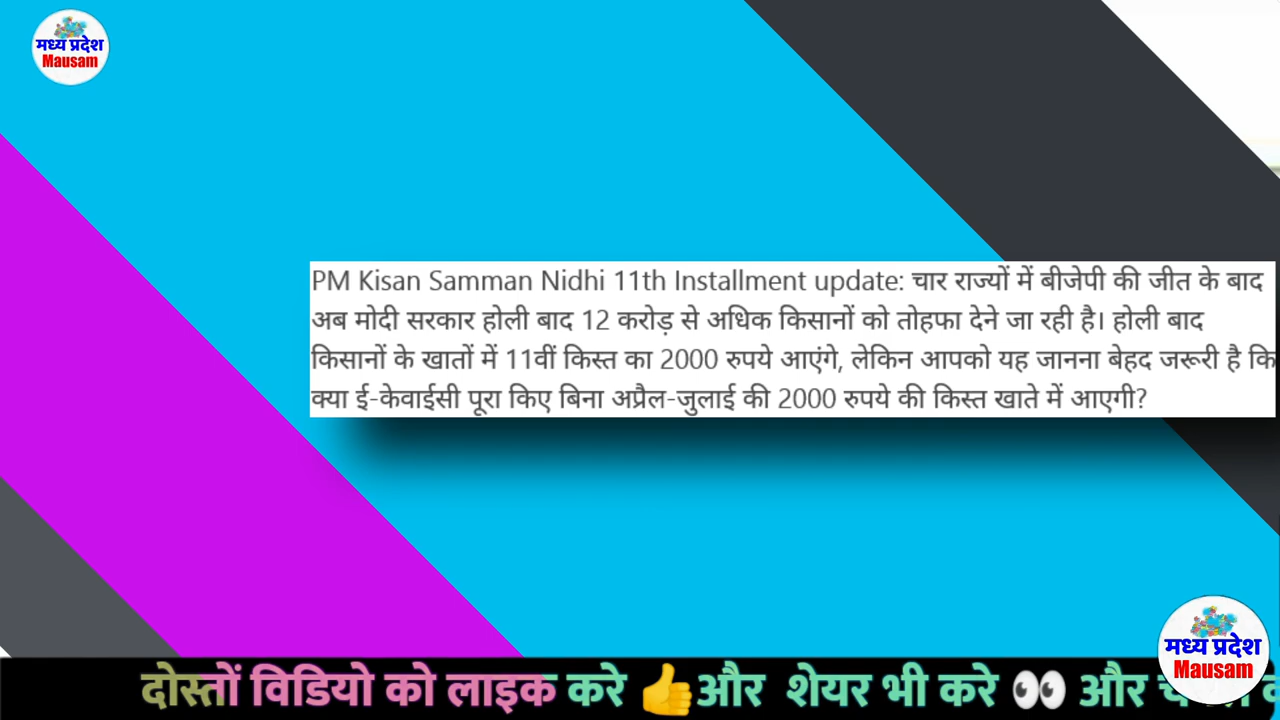 मध्य प्रदेश
Mausam
PM Kisan Samman Nidhi 11th Installment update: चार राज्यों में बीजेपी की जीत के बाद
अब मोदी सरकार होली बाद 12 करोड़ से अधिक किसानों को तोहफा देने जा रही है। होली बाद
किसानों के खातों में 11वीं किस्त का 2000 रुपये आएंगे, लेकिन आपको यह जानना बेहद जरूरी है कि
क्या ई-केवाईसी पूरा किए बिना अप्रैल-जुलाई की 2000 रुपये की किस्त खाते में आएगी?
मध्य प्रदेश
Mausam
दोस्तों विडियो को लाइक करे 👍और शेयर भी करे 👀 और